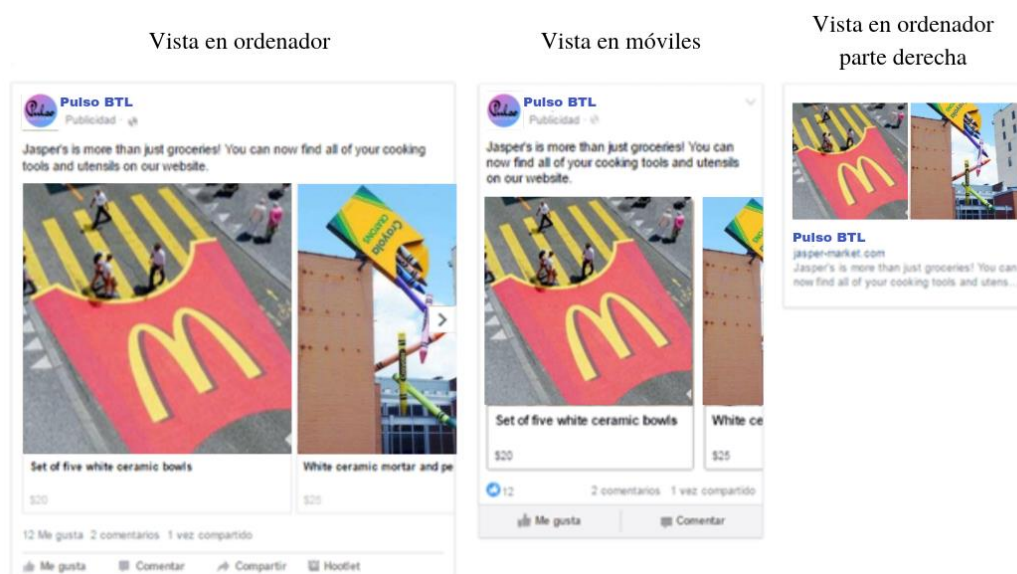 Vista en ordenador
Pulso
Pulso BTL
Publicidad
Jasper's is more than just groceries! You can now find all of your cooking
tools and utensils on our website.
Crayola
CRAYONS
Set of five white ceramic bowls
$20
White ceramic mortar and pe
$25
12 Me gusta 2 comentarios 1 vez compartido
Me gusta Comentar Compartir Hootlet
Vista en móviles
Pulso
Pulso BTL
Publicidad
Jasper's is more than just groceries! You can
now find all of your cooking tools and utensils
on our website.
Set of five white ceramic bowls
$20
White ce
$25
12 2 comentarios 1 vez compartido
Me gusta Comentar
Vista en ordenador
parte derecha
Pulso BTL
jasper-market.com
Jasper's is more than just groceries! You can
now find all of your cooking tools and utens...